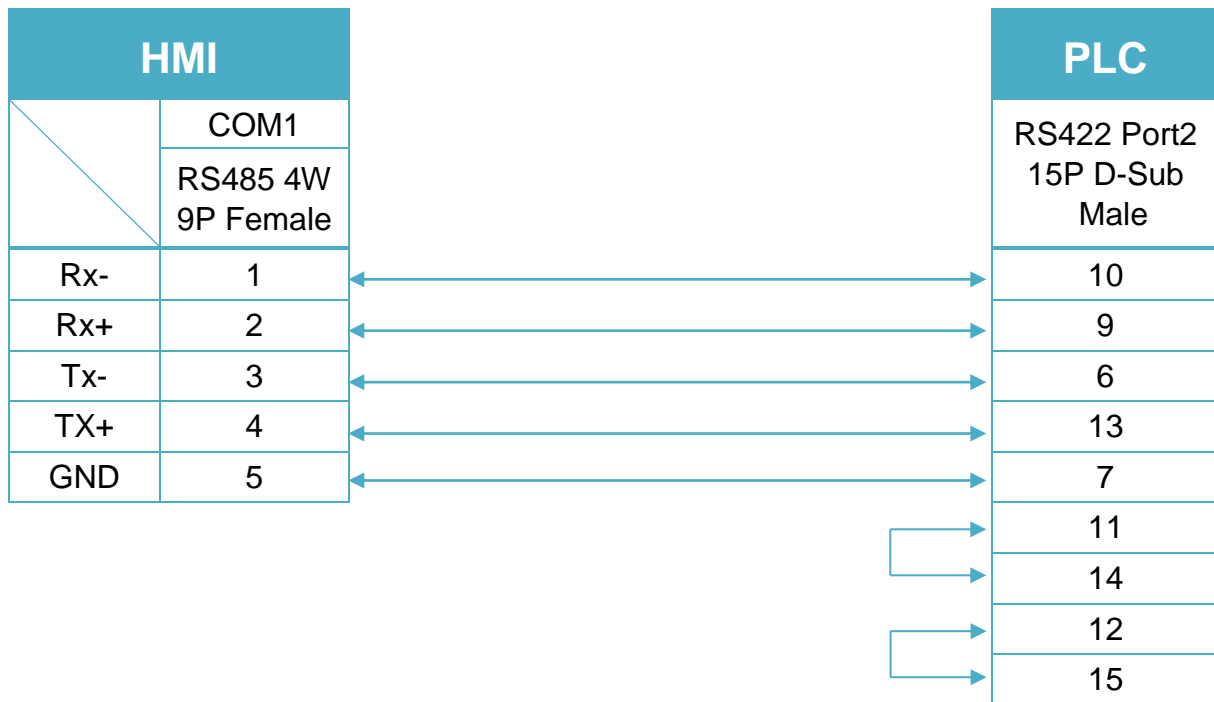 HMI
PLC
COM1
RS485 4W
9P Female
RS422 Port2
15P D-Sub
Male
Rx- 1 10
Rx+ 2 9
Tx- 3 6
TX+ 4 13
GND 5 7
11
14
12
15